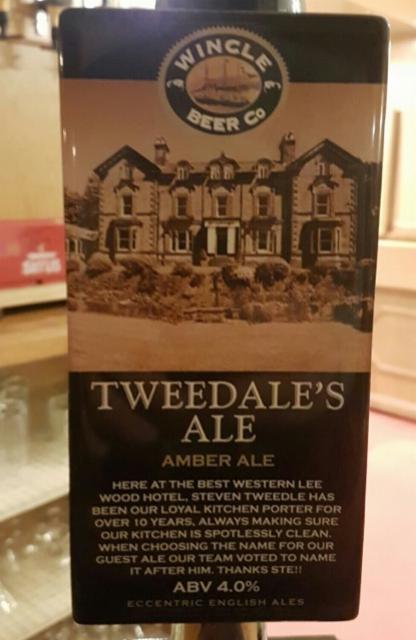 WINCLE
BEER Co
TWEEDALE'S
ALE
AMBER ALE
HERE AT THE BEST WESTERN LEE
WOOD HOTEL, STEVEN TWEEDLE HAS
BEEN OUR LOYAL KITCHEN PORTER FOR
OVER 10 YEARS, ALWAYS MAKING SURE
OUR KITCHEN IS SPOTLESSLY CLEAN.
WHEN CHOOSING THE NAME FOR OUR
GUEST ALE OUR TEAM VOTED TO NAME
IT AFTER HIM. THANKS STE!!
ABV 4.0%
ECCENTRIC ENGLISH ALES